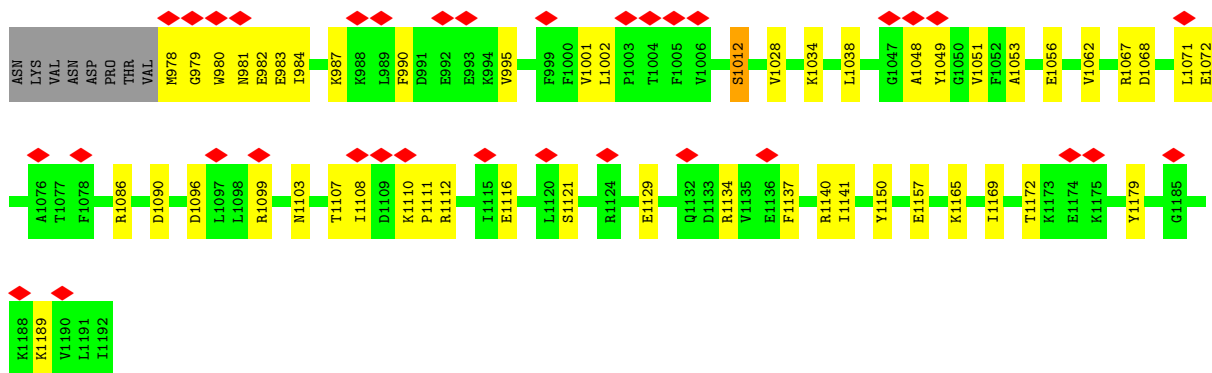 ASN LYS VAL ASN ASP PRO THR VAL M978 G979 W980 N981 E982 E983 I984 K987 K988 L989 F990 D991 E992 E993 K994 V995 F999 F1000 V1001 L1002 P1003 T1004 F1005 V1006 S1012 V1028 K1034 L1038 G1047 A1048 Y1049 G1050 V1051 F1052 A1053 E1056 V1062 R1067 D1068 L1071 E1072
A1076 T1077 F1078 R1086 D1090 D1096 L1097 L1098 R1099 N1103 T1107 I1108 D1109 K1110 P1111 R1112 I1115 E1116 L1120 S1121 R1124 E1129 Q1132 D1133 R1134 V1135 E1136 F1137 R1140 I1141 Y1150 E1157 K1165 I1169 T1172 K1173 E1174 K1175 Y1179 G1185
K1188 K1189 V1190 L1191 I1192